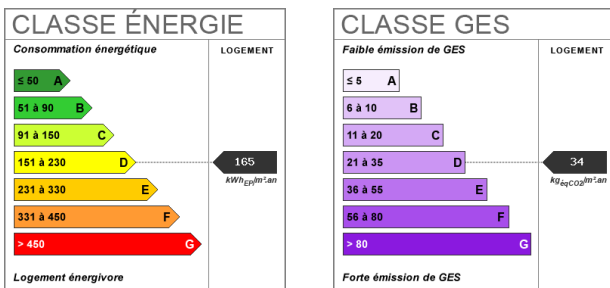 CLASSE ÉNERGIE
Consommation énergétique
LOGEMENT
≤ 50 A
51 à 90 B
91 à 150 C
151 à 230 D
165
kWhEP/m².an
231 à 330 E
331 à 450 F
> 450 G
Logement énergivore
CLASSE GES
Faible émission de GES
LOGEMENT
≤ 5 A
6 à 10 B
11 à 20 C
21 à 35 D
34
kgéqCO2/m².an
36 à 55 E
56 à 80 F
> 80 G
Forte émission de GES